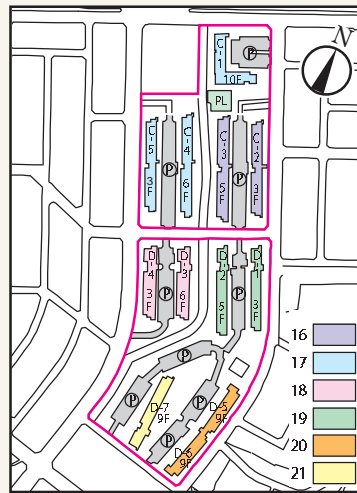 N
C-1
P
10F
PL
C-5
3F
P
C-4
6F
C-3
5F
P
C-2
3F
D-4
3F
P
D-3
6F
D-2
5F
P
D-1
3F
P
P
D-7
9F
P
P
D-5
9F
D-6
9F
16
17
18
19
20
21